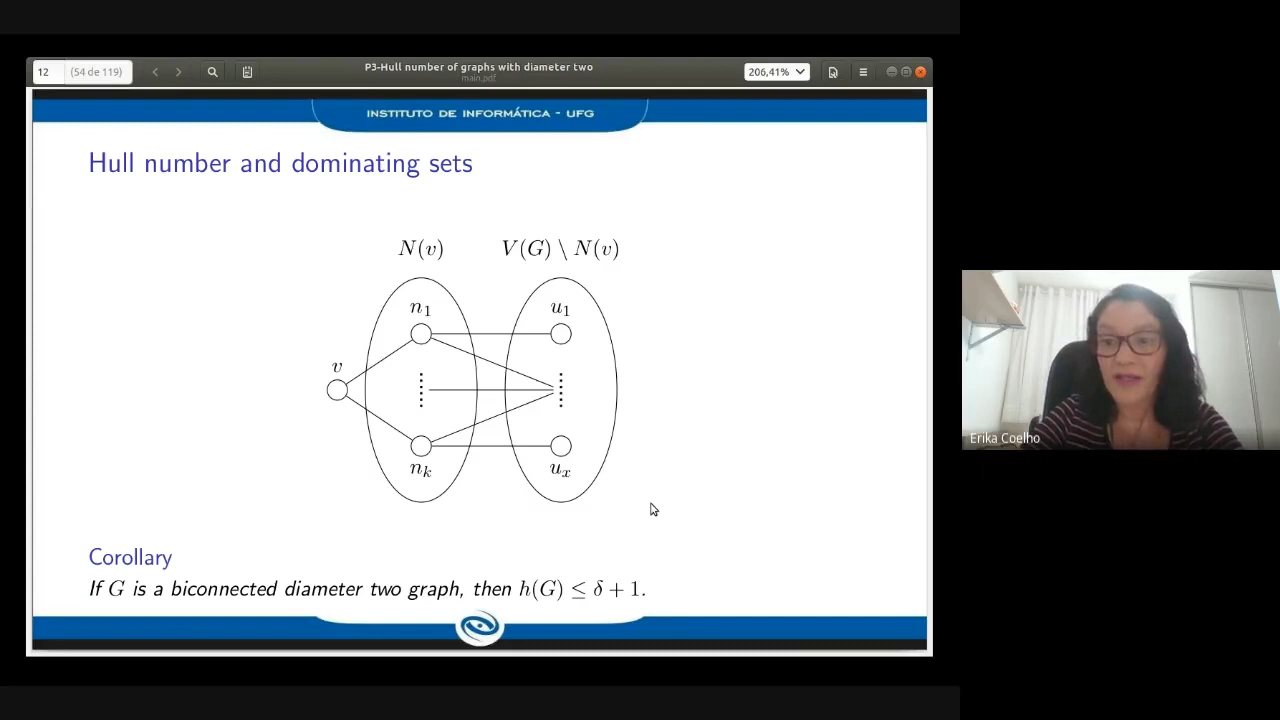 12 (54 de 119)
P3-Hull number of graphs with diameter two
main.pdf
206,41%
INSTITUTO DE INFORMÁTICA - UFG
Hull number and dominating sets
N(v) V(G) \ N(v)
n₁ u₁
v
nₖ uₓ
Corollary
If G is a biconnected diameter two graph, then h(G) ≤ δ + 1.
Erika Coelho